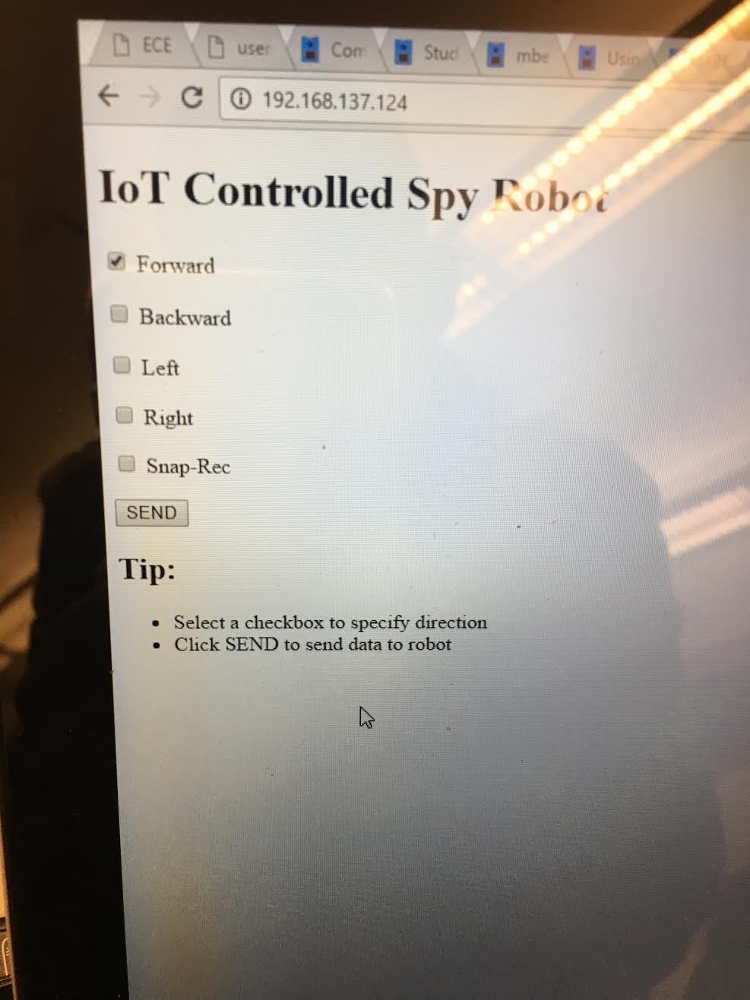 ECE user Com Stud mbe Usin
192.168.137.124
IoT Controlled Spy Robot
Forward
Backward
Left
Right
Snap-Rec
SEND
Tip:
Select a checkbox to specify direction
Click SEND to send data to robot